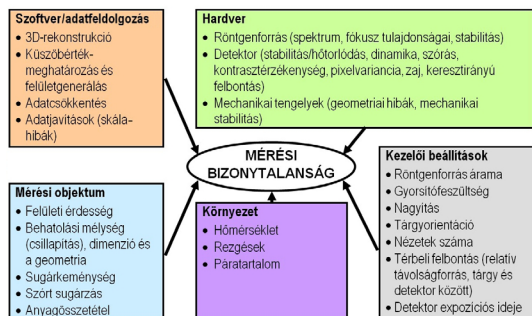 Szoftver/adatfeldolgozás
• 3D-rekonstrukció
• Küszöbérték-
meghatározás és
felületgenerálás
• Adatcsökkentés
• Adatjavítások (skála-
hibák)
Hardver
• Röntgenforrás (spektrum, fókusz tulajdonságai, stabilitás)
• Detektor (stabilitás/hőtorlódás, dinamika, szórás,
kontrasztérzékenység, pixelvariancia, zaj, keresztirányú
felbontás)
• Mechanikai tengelyek (geometriai hibák, mechanikai
stabilitás)
MÉRÉSI
BIZONYTALANSÁG
Mérési objektum
• Felületi érdesség
• Behatolási mélység
(csillapítás), dimenzió és
a geometria
• Sugárkeménység
• Szórt sugárzás
• Anyagösszetétel
Környezet
• Hőmérséklet
• Rezgések
• Páratartalom
Kezelői beállítások
• Röntgenforrás árama
• Gyorsítófeszültség
• Nagyítás
• Tárgyorientáció
• Nézetek száma
• Térbeli felbontás (relatív
távolságforrás, tárgy és
detektor között)
• Detektor expozíciós ideje